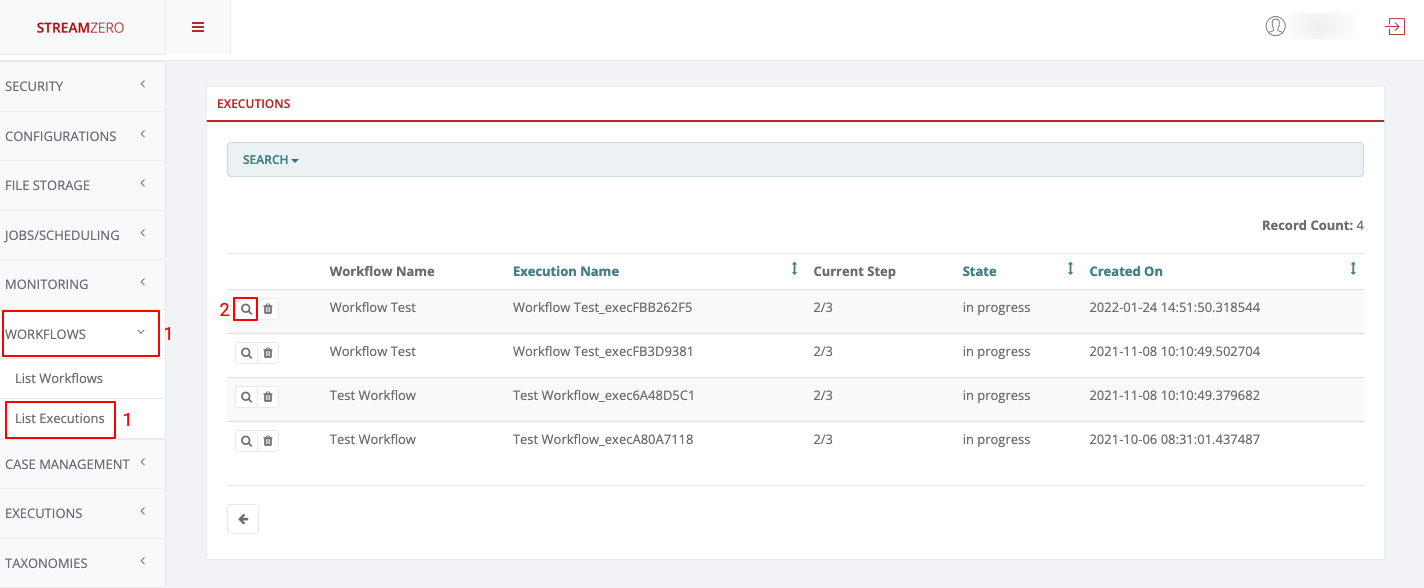 STREAMZERO
SECURITY
CONFIGURATIONS
FILE STORAGE
JOBS/SCHEDULING
MONITORING
WORKFLOWS 1
List Workflows
List Executions 1
CASE MANAGEMENT
EXECUTIONS
TAXONOMIES
EXECUTIONS
SEARCH
Record Count: 4
Workflow Name Execution Name Current Step State Created On
2 Workflow Test Workflow Test_execFBB262F5 2/3 in progress 2022-01-24 14:51:50.318544
Workflow Test Workflow Test_execFB3D9381 2/3 in progress 2021-11-08 10:10:49.502704
Test Workflow Test Workflow_exec6A48D5C1 2/3 in progress 2021-11-08 10:10:49.379682
Test Workflow Test Workflow_execA80A7118 2/3 in progress 2021-10-06 08:31:01.437487